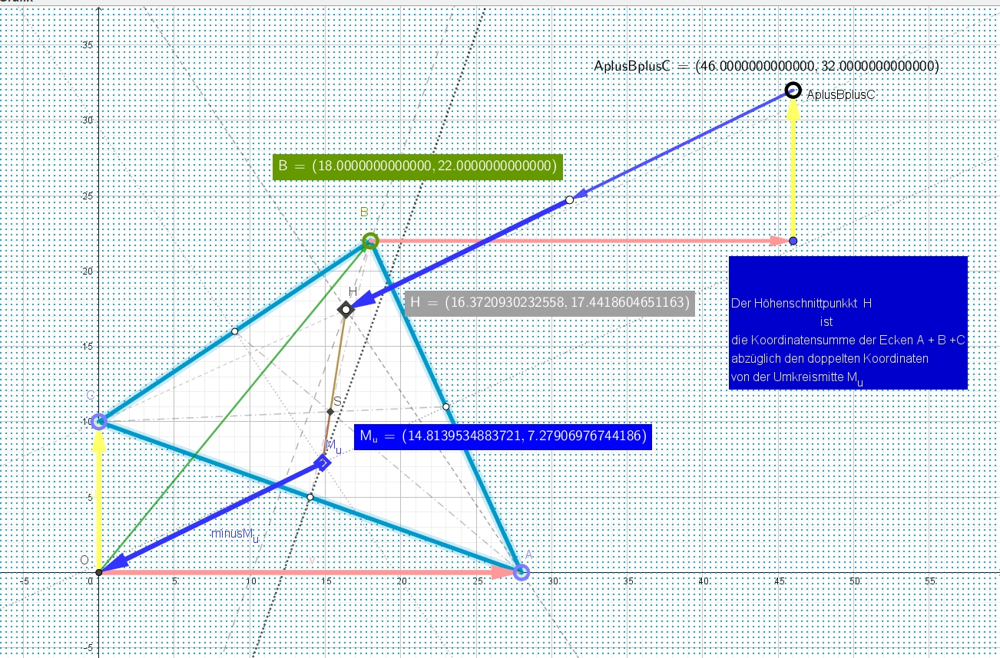 35
AplusBplusC = (46.0000000000000, 32.0000000000000)
AplusBplusC
30
B = (18.0000000000000, 22.0000000000000)
25
B
20
H
H = (16.3720930232558, 17.4418604651163)
Der Höhenschnittpunkkt H
ist
die Koordinatensumme der Ecken A + B +C
abzüglich den doppelten Koordinaten
von der Umkreismitte Mu
15
C
S
10
Mu = (14.8139534883721, 7.27906976744186)
Mu
5
minusMu
O
A
-5 0 5 10 15 20 25 30 35 40 45 50 55
-5